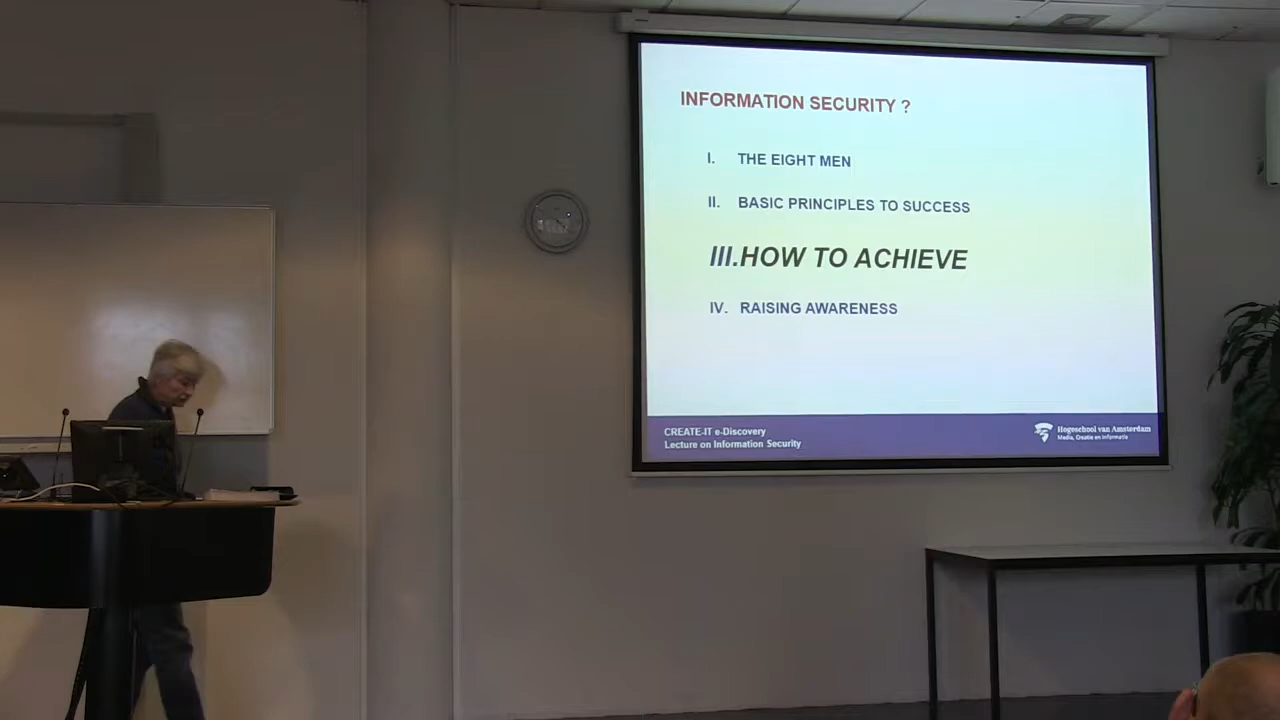 INFORMATION SECURITY ?
I. THE EIGHT MEN
II. BASIC PRINCIPLES TO SUCCESS
III.HOW TO ACHIEVE
IV. RAISING AWARENESS
CREATE-IT e-Discovery
Lecture on Information Security
Hogeschool van Amsterdam
Media, Creatie en Informatie